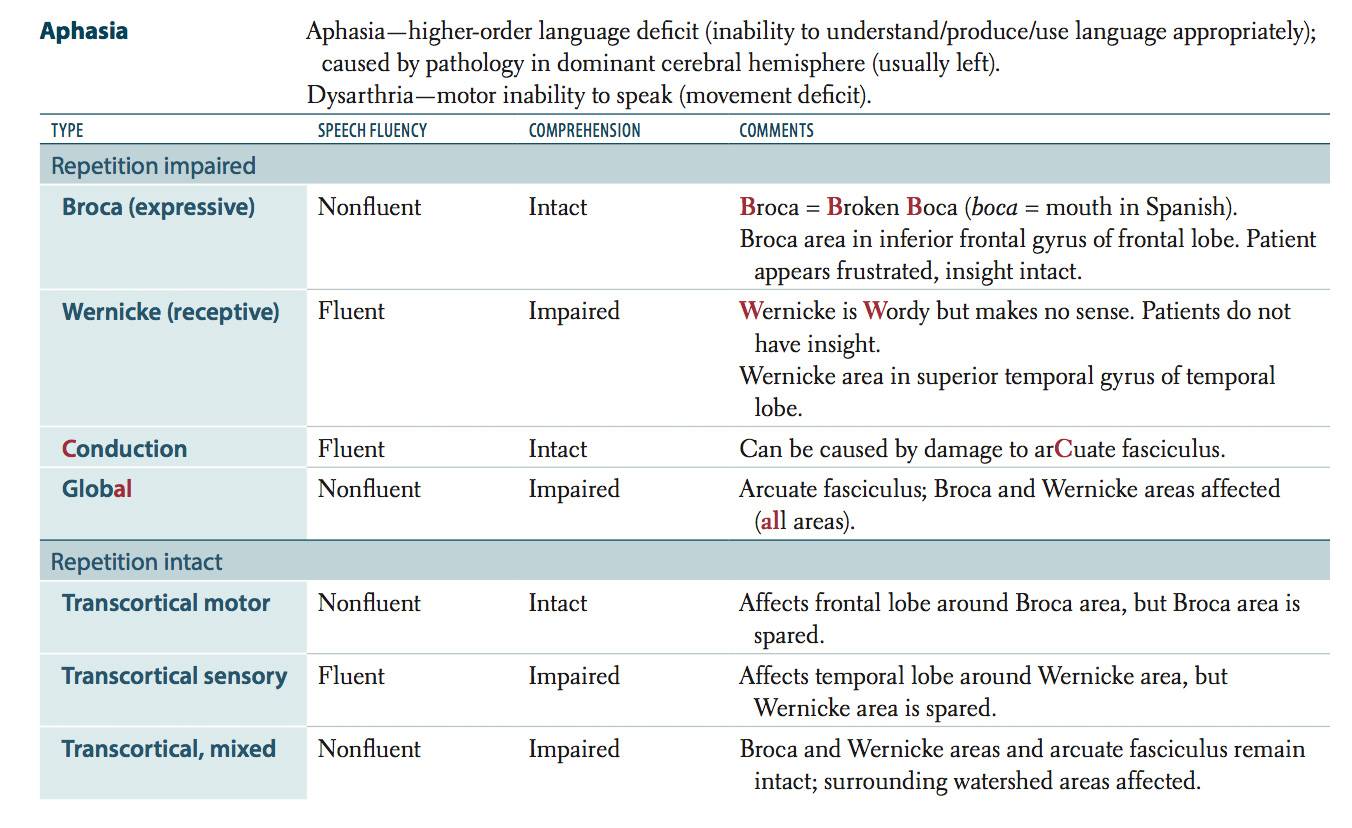 Aphasia Aphasia—higher-order language deficit (inability to understand/produce/use language appropriately);
caused by pathology in dominant cerebral hemisphere (usually left).
Dysarthria—motor inability to speak (movement deficit).
TYPE SPEECH FLUENCY COMPREHENSION COMMENTS
Repetition impaired
Broca (expressive) Nonfluent Intact Broca = Broken Boca (boca = mouth in Spanish).
Broca area in inferior frontal gyrus of frontal lobe. Patient
appears frustrated, insight intact.
Wernicke (receptive) Fluent Impaired Wernicke is Wordy but makes no sense. Patients do not
have insight.
Wernicke area in superior temporal gyrus of temporal
lobe.
Conduction Fluent Intact Can be caused by damage to arCuate fasciculus.
Global Nonfluent Impaired Arcuate fasciculus; Broca and Wernicke areas affected
(all areas).
Repetition intact
Transcortical motor Nonfluent Intact Affects frontal lobe around Broca area, but Broca area is
spared.
Transcortical sensory Fluent Impaired Affects temporal lobe around Wernicke area, but
Wernicke area is spared.
Transcortical, mixed Nonfluent Impaired Broca and Wernicke areas and arcuate fasciculus remain
intact; surrounding watershed areas affected.